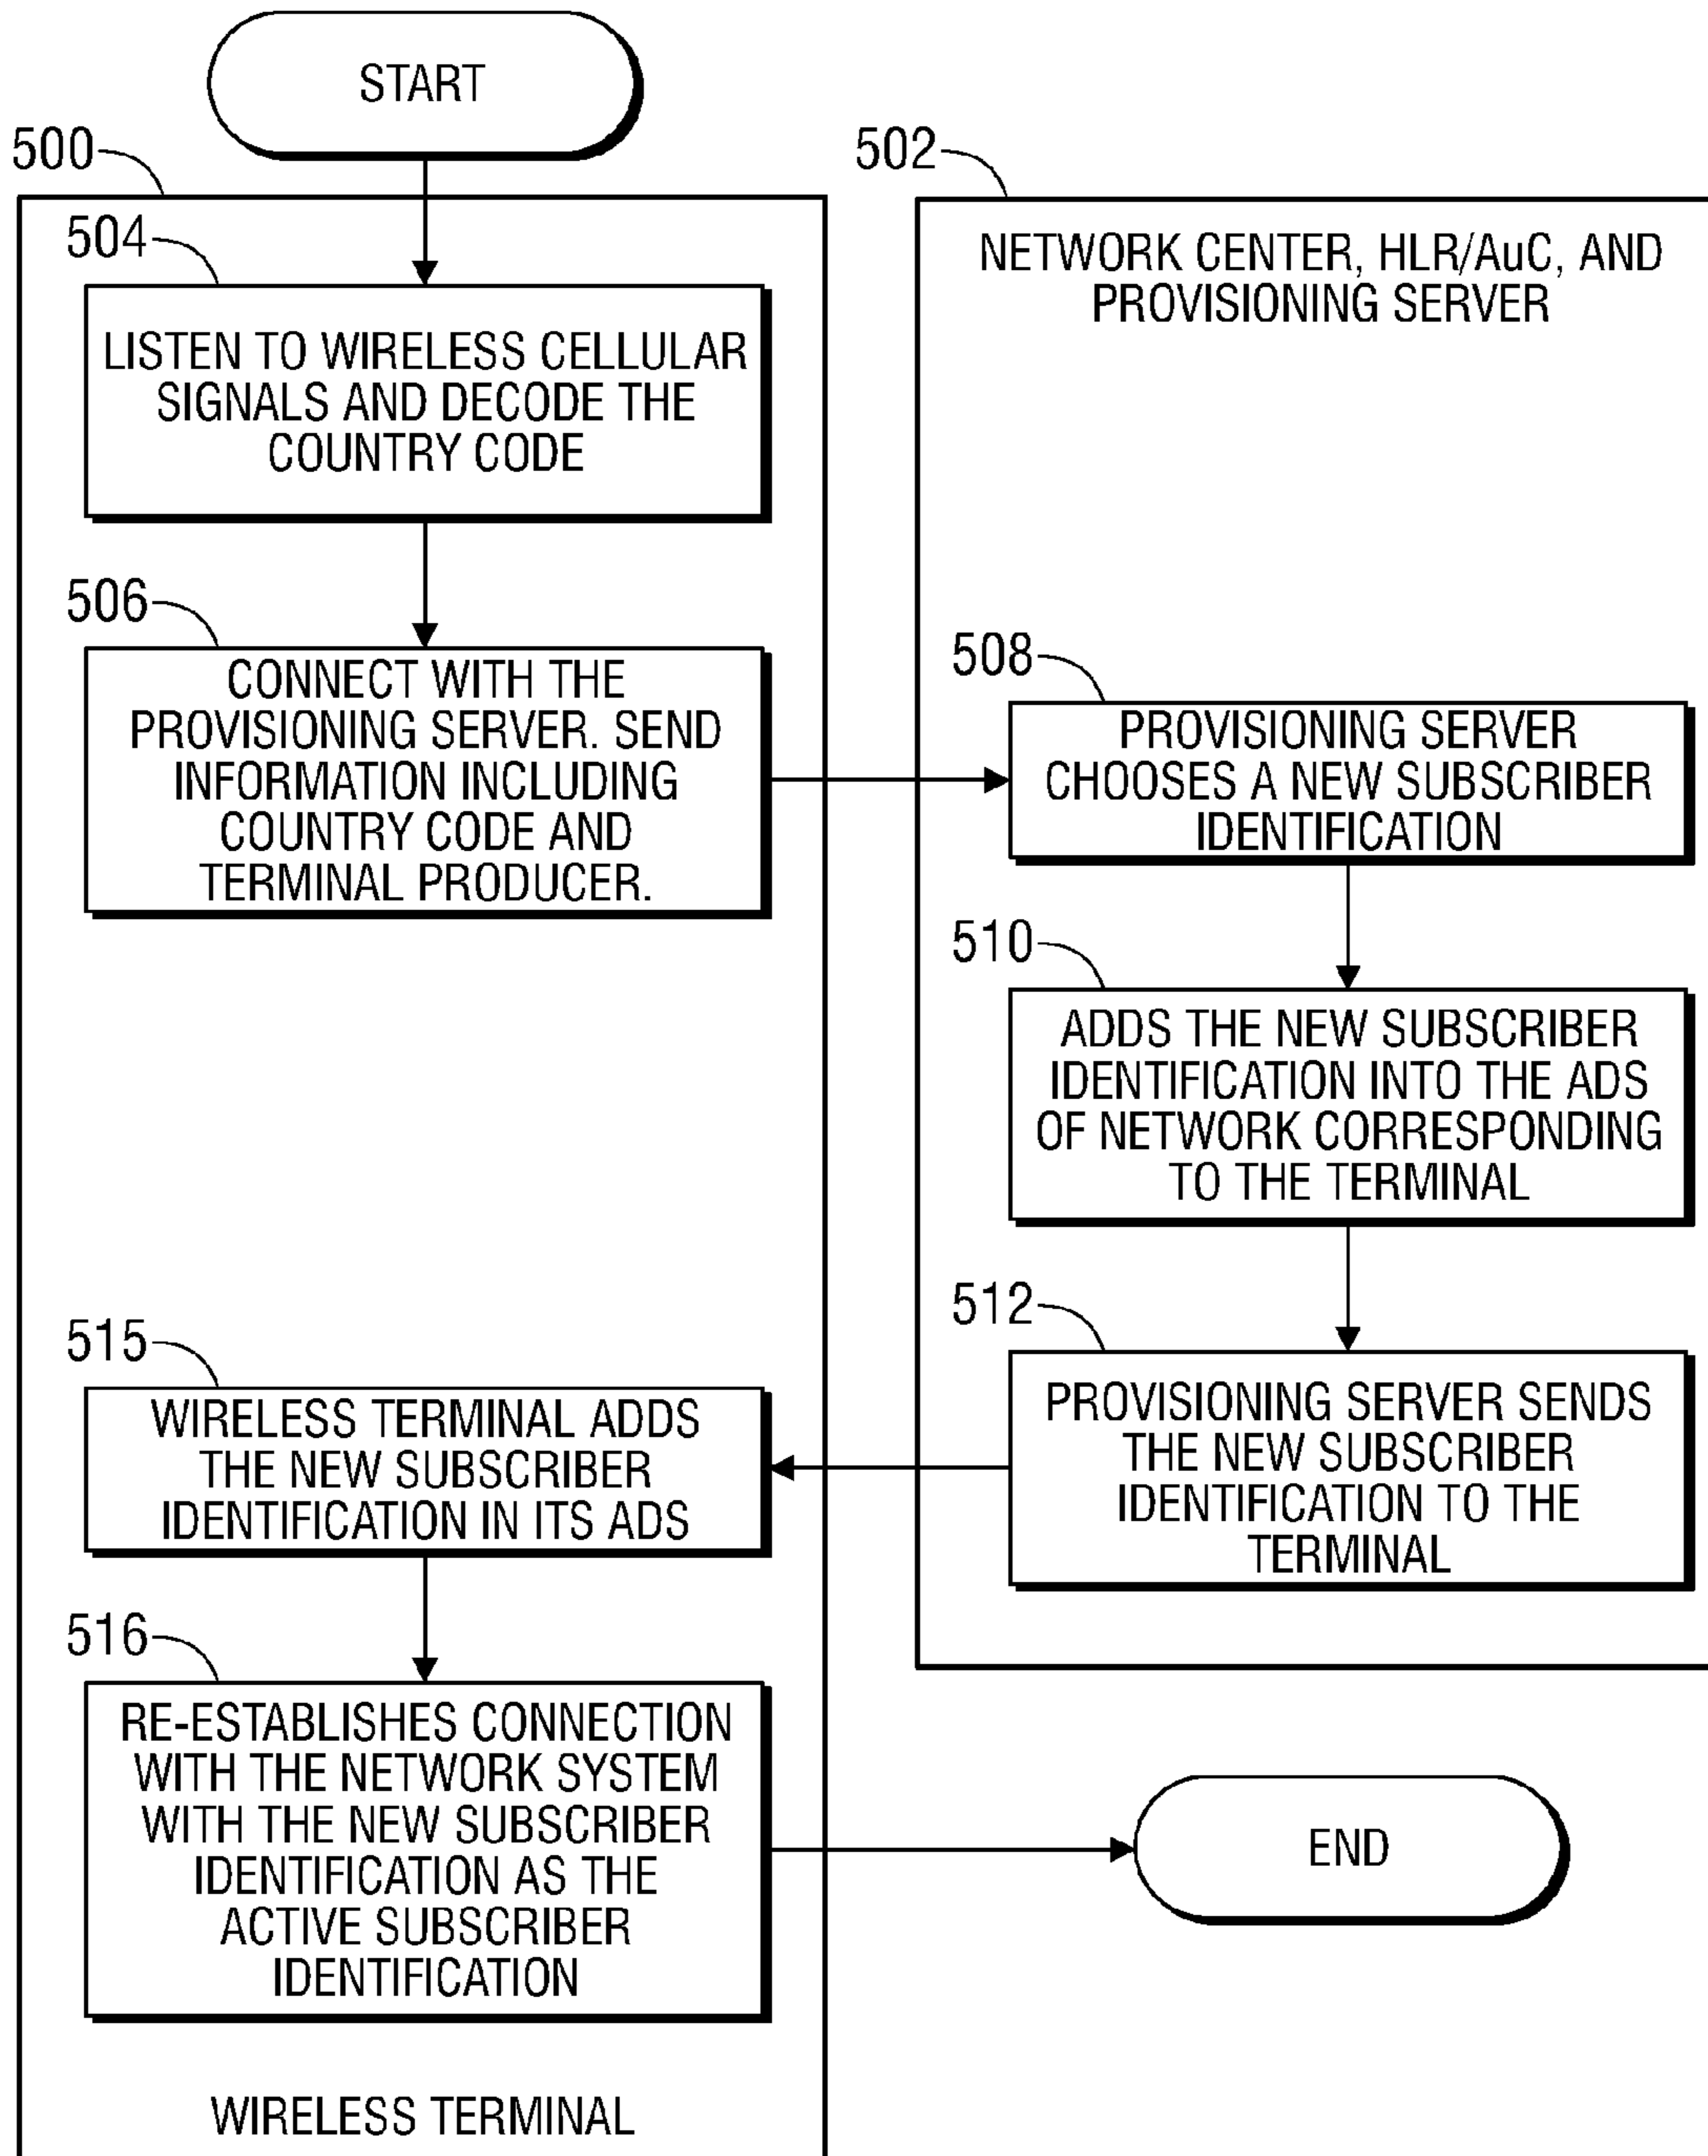 START
500
504
LISTEN TO WIRELESS CELLULAR
SIGNALS AND DECODE THE
COUNTRY CODE
506
CONNECT WITH THE
PROVISIONING SERVER. SEND
INFORMATION INCLUDING
COUNTRY CODE AND
TERMINAL PRODUCER.
502
NETWORK CENTER, HLR/AuC, AND
PROVISIONING SERVER
508
PROVISIONING SERVER
CHOOSES A NEW SUBSCRIBER
IDENTIFICATION
510
ADDS THE NEW SUBSCRIBER
IDENTIFICATION INTO THE ADS
OF NETWORK CORRESPONDING
TO THE TERMINAL
512
PROVISIONING SERVER SENDS
THE NEW SUBSCRIBER
IDENTIFICATION TO THE
TERMINAL
515
WIRELESS TERMINAL ADDS
THE NEW SUBSCRIBER
IDENTIFICATION IN ITS ADS
516
RE-ESTABLISHES CONNECTION
WITH THE NETWORK SYSTEM
WITH THE NEW SUBSCRIBER
IDENTIFICATION AS THE
ACTIVE SUBSCRIBER
IDENTIFICATION
END
WIRELESS TERMINAL